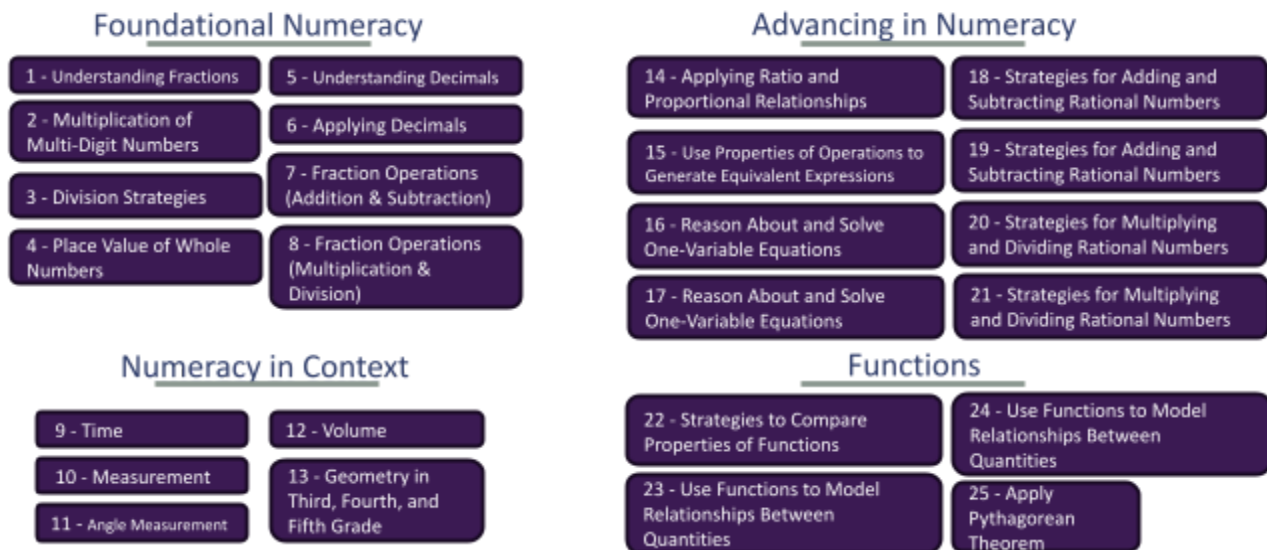 Foundational Numeracy
1 - Understanding Fractions
2 - Multiplication of
Multi-Digit Numbers
3 - Division Strategies
4 - Place Value of Whole
Numbers
5 - Understanding Decimals
6 - Applying Decimals
7 - Fraction Operations
(Addition & Subtraction)
8 - Fraction Operations
(Multiplication &
Division)
Advancing in Numeracy
14 - Applying Ratio and
Proportional Relationships
15 - Use Properties of Operations to
Generate Equivalent Expressions
16 - Reason About and Solve
One-Variable Equations
17 - Reason About and Solve
One-Variable Equations
18 - Strategies for Adding and
Subtracting Rational Numbers
19 - Strategies for Adding and
Subtracting Rational Numbers
20 - Strategies for Multiplying
and Dividing Rational Numbers
21 - Strategies for Multiplying
and Dividing Rational Numbers
Numeracy in Context
9 - Time
10 - Measurement
11 - Angle Measurement
12 - Volume
13 - Geometry in
Third, Fourth, and
Fifth Grade
Functions
22 - Strategies to Compare
Properties of Functions
23 - Use Functions to Model
Relationships Between
Quantities
24 - Use Functions to Model
Relationships Between
Quantities
25 - Apply
Pythagorean
Theorem